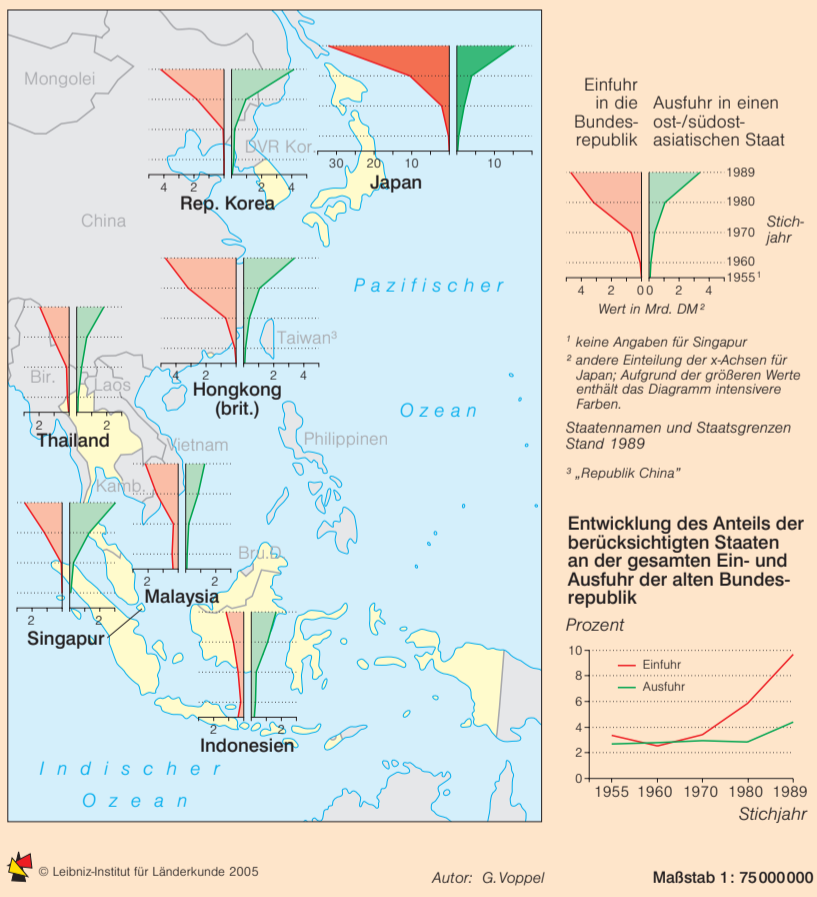 Mongolei
China
DVR Kor.
4 2 2 4
Rep. Korea
30 20 10 10
Japan
Pazifischer
Ozean
Taiwan³
4 2 2 4
Hongkong
(brit.)
Bir.
Laos
2 2
Thailand
Vietnam
Kamb.
Philippinen
Bru.D.
2 2
Malaysia
2 2
Singapur
2 2
Indonesien
Indischer
Ozean
Einfuhr
in die
Bundes-
republik
Ausfuhr in einen
ost-/südost-
asiatischen Staat
1989
1980
1970
1960
1955¹
Stich-
jahr
4 2 0 0 2 4
Wert in Mrd. DM²
¹ keine Angaben für Singapur
² andere Einteilung der x-Achsen für
Japan; Aufgrund der größeren Werte
enthält das Diagramm intensivere
Farben.
Staatennamen und Staatsgrenzen
Stand 1989
³ „Republik China"
Entwicklung des Anteils der
berücksichtigten Staaten
an der gesamten Ein- und
Ausfuhr der alten Bundes-
republik
Prozent
10
8
6
4
2
0
Einfuhr
Ausfuhr
1955 1960 1970 1980 1989
Stichjahr
© Leibniz-Institut für Länderkunde 2005
Autor: G. Voppel
Maßstab 1 : 75 000 000